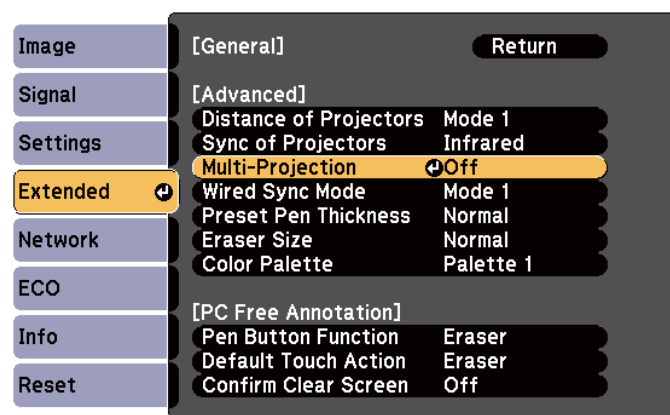 Image
Signal
Settings
Extended
Network
ECO
Info
Reset
[General] Return
[Advanced]
Distance of Projectors Mode 1
Sync of Projectors Infrared
Multi-Projection Off
Wired Sync Mode Mode 1
Preset Pen Thickness Normal
Eraser Size Normal
Color Palette Palette 1
[PC Free Annotation]
Pen Button Function Eraser
Default Touch Action Eraser
Confirm Clear Screen Off